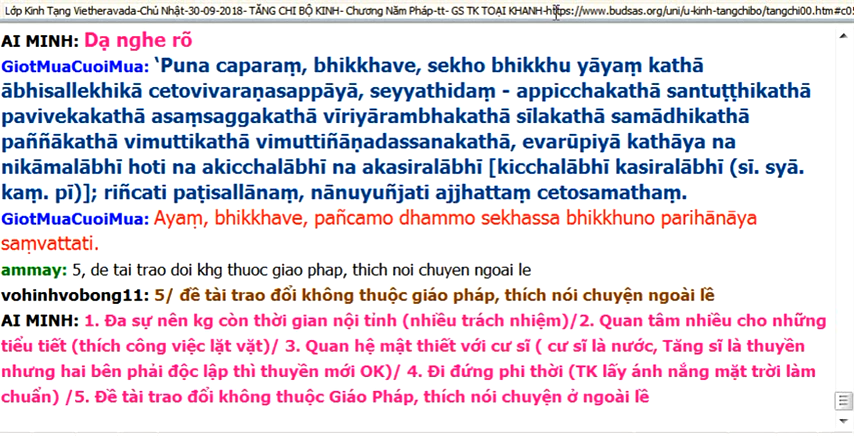 Lớp Kinh Tạng Vietheravada-Chủ Nhật-30-09-2018- TĂNG CHI BỘ KINH- Chương Năm Pháp-tt- GS TK TOẠI KHANH-https://www.budsas.org/uni/u-kinh-tangchibo/tangchi00.htm#c05
AI MINH: Dạ nghe rõ
GiotMuaCuoiMua: ‘Puna caparaṃ, bhikkhave, sekho bhikkhu yāyaṃ kathā
ābhisallekhikā cetovivaraṇasappāyā, seyyathidaṃ - appicchakathā santuṭṭhikathā
pavivekakathā asaṃsaggakathā vīriyārambhakathā sīlakathā samādhikathā
paññākathā vimuttikathā vimuttiñāṇadassanakathā, evarūpiyā kathāya na
nikāmalābhī hoti na akicchalābhī na akasiralābhī [kicchalābhī kasiralābhī (sī. syā.
kaṃ. pī)]; riñcati paṭisallānaṃ, nānuyuñjati ajjhattaṃ cetosamathaṃ.
GiotMuaCuoiMua: Ayaṃ, bhikkhave, pañcamo dhammo sekhassa bhikkhuno parihānāya
saṃvattati.
ammay: 5, de tai trao doi khg thuoc giao phap, thich noi chuyen ngoai le
vohinhvobong11: 5/ đề tài trao đổi không thuộc giáo pháp, thích nói chuyện ngoài lề
AI MINH: 1. Đa sự nên kg còn thời gian nội tỉnh (nhiều trách nhiệm)/2. Quan tâm nhiều cho những
tiểu tiết (thích công việc lặt vặt)/ 3. Quan hệ mật thiết với cư sĩ ( cư sĩ là nước, Tăng sĩ là thuyền
nhưng hai bên phải độc lập thì thuyền mới OK)/ 4. Đi đứng phi thời (TK lấy ánh nắng mặt trời làm
chuẩn) /5. Đề tài trao đổi không thuộc Giáo Pháp, thích nói chuyện ở ngoài lề